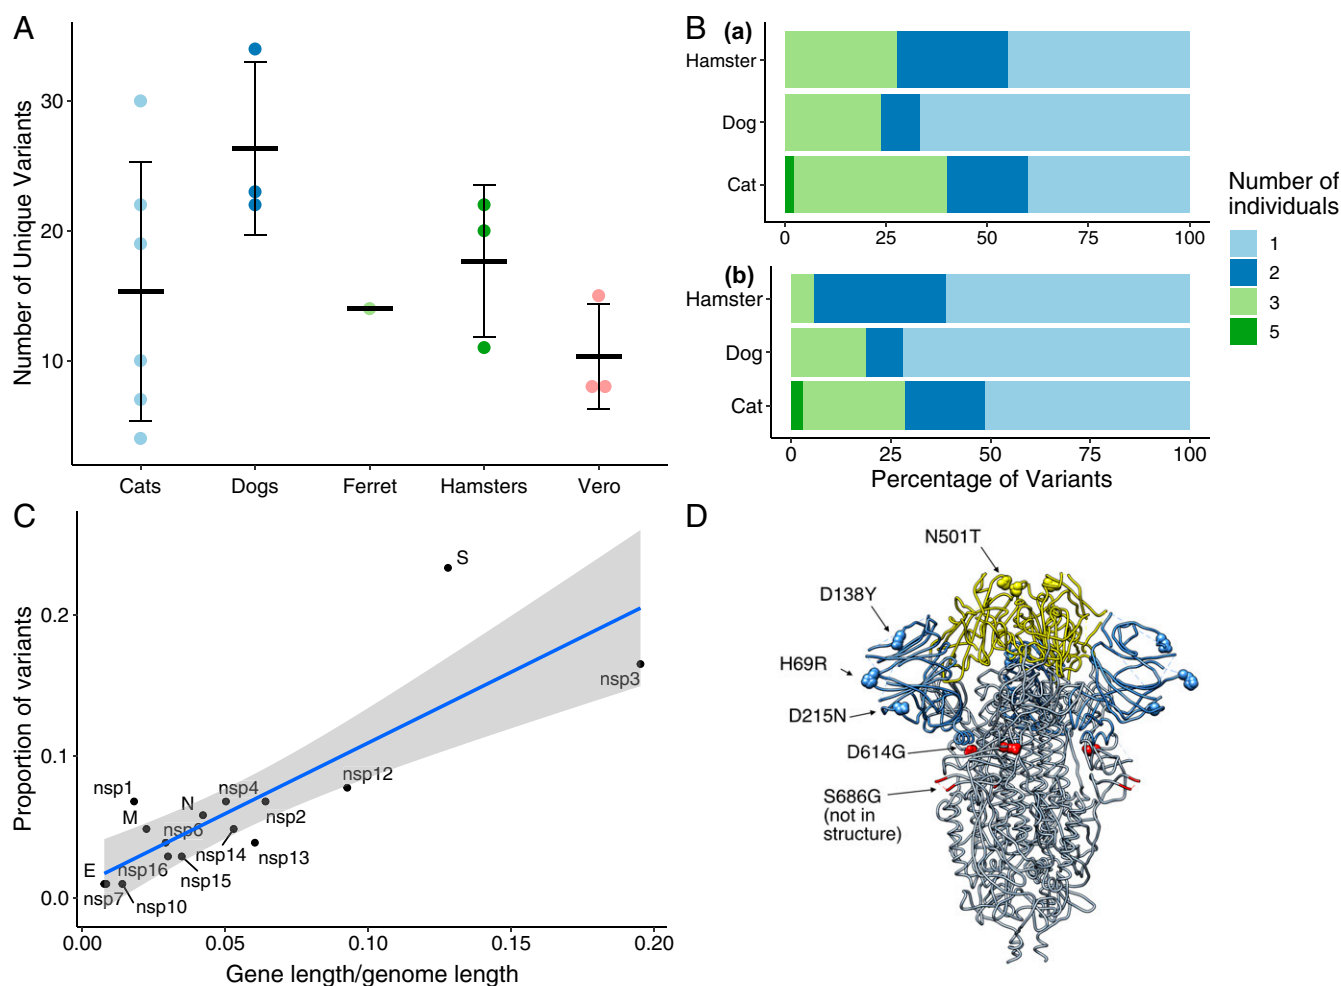 A
Number of Unique Variants
30
20
10
Cats Dogs Ferret Hamsters Vero
B
(a)
Hamster
Dog
Cat
0 25 50 75 100
(b)
Hamster
Dog
Cat
0 25 50 75 100
Percentage of Variants
Number of
individuals
1
2
3
5
C
Proportion of variants
0.2
0.1
0.0
S
nsp3
nsp12
nsp1
nsp4
N
M
nsp6
nsp2
nsp14
nsp13
E
nsp16
nsp15
nsp7
nsp10
0.00 0.05 0.10 0.15 0.20
Gene length/genome length
D
N501T
D138Y
H69R
D215N
D614G
S686G
(not in
structure)